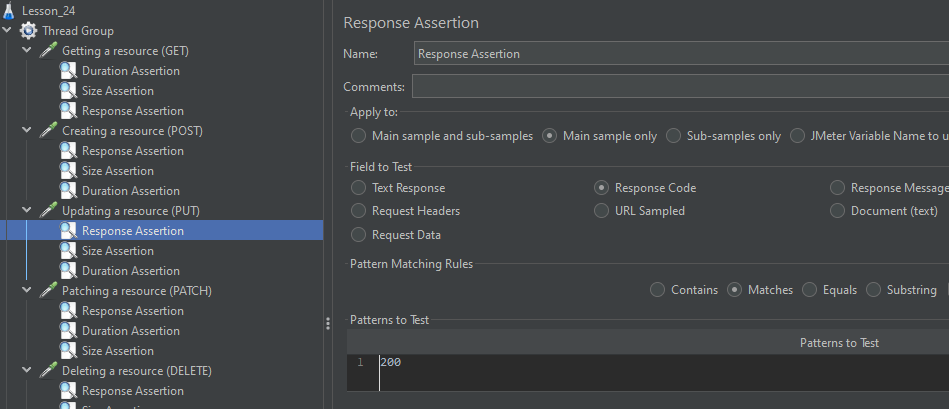 Lesson_24
Thread Group
Getting a resource (GET)
Duration Assertion
Size Assertion
Response Assertion
Creating a resource (POST)
Response Assertion
Size Assertion
Duration Assertion
Updating a resource (PUT)
Response Assertion
Size Assertion
Duration Assertion
Patching a resource (PATCH)
Response Assertion
Duration Assertion
Size Assertion
Deleting a resource (DELETE)
Response Assertion
Size Assertion
Response Assertion
Name: Response Assertion
Comments:
Apply to:
Main sample and sub-samples Main sample only Sub-samples only JMeter Variable Name to u
Field to Test
Text Response Response Code Response Message
Request Headers URL Sampled Document (text)
Request Data
Pattern Matching Rules
Contains Matches Equals Substring
Patterns to Test
Patterns to Test
1 200